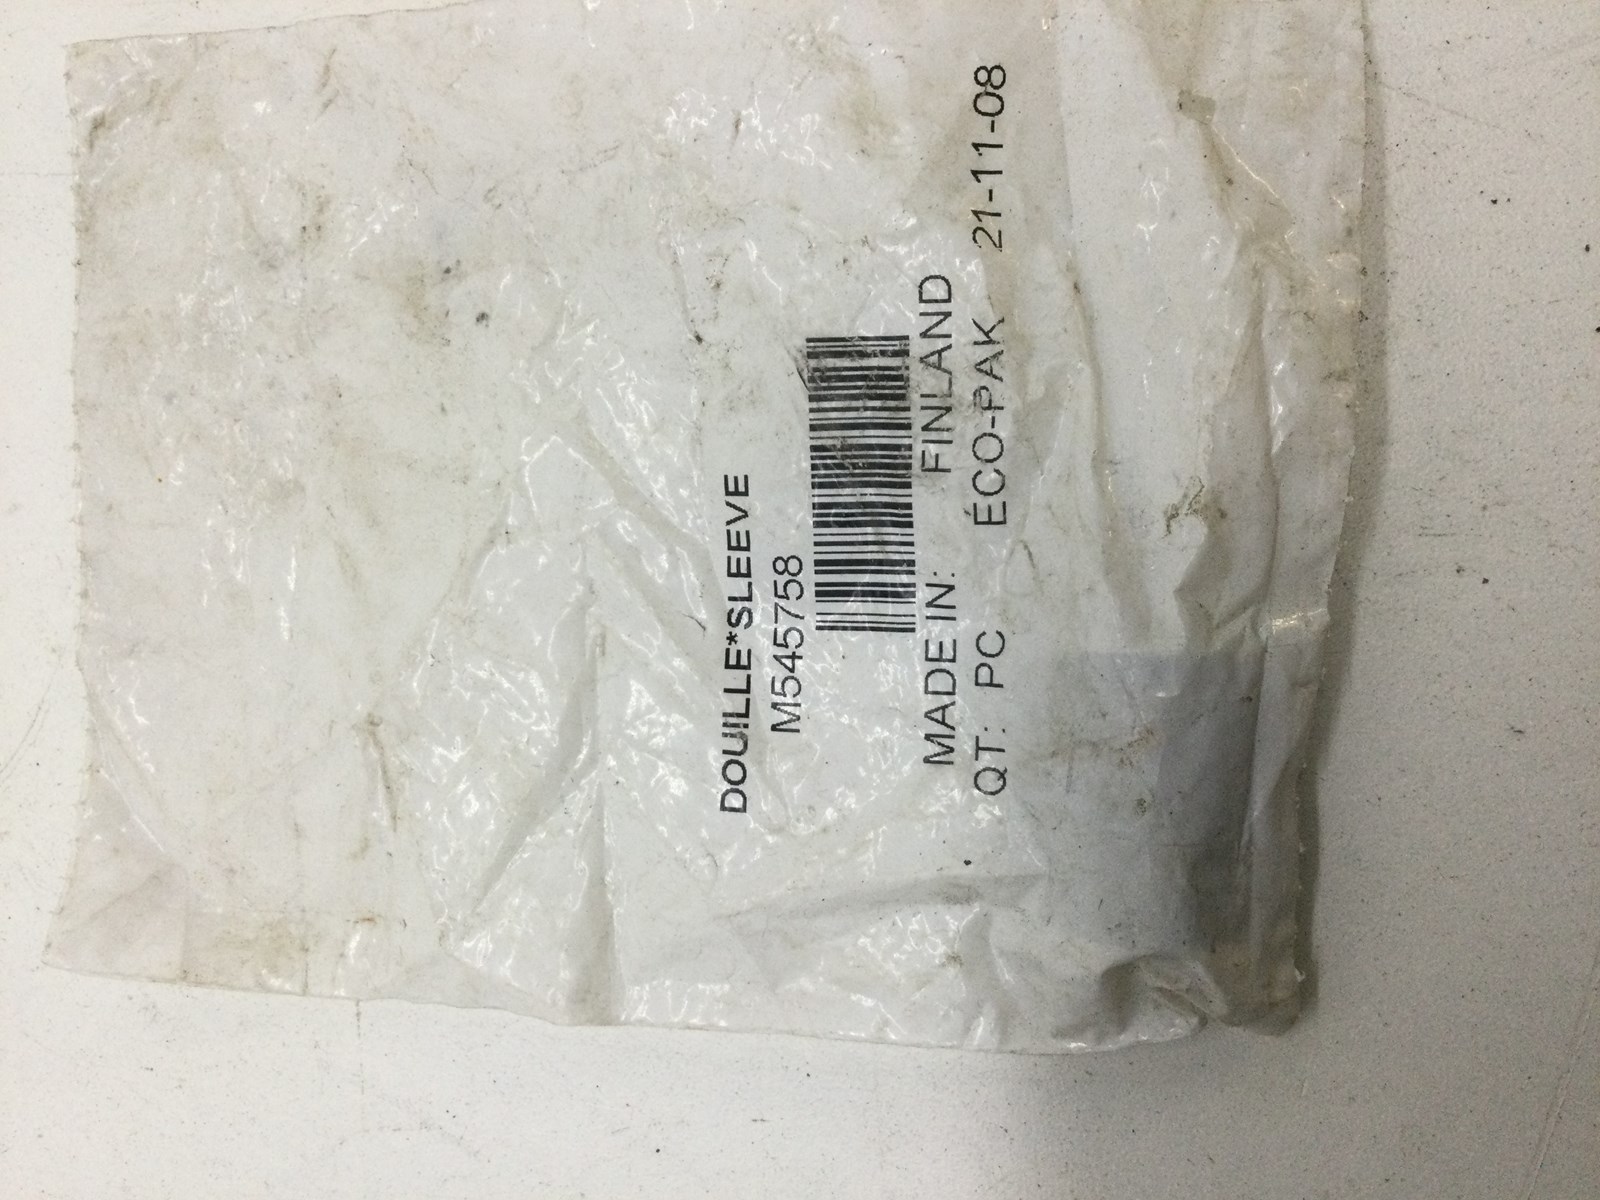 DOUILLE*SLEEVE
M545758
MADE IN: FINLAND
QT: PC ÉCO-PAK 21-11-08